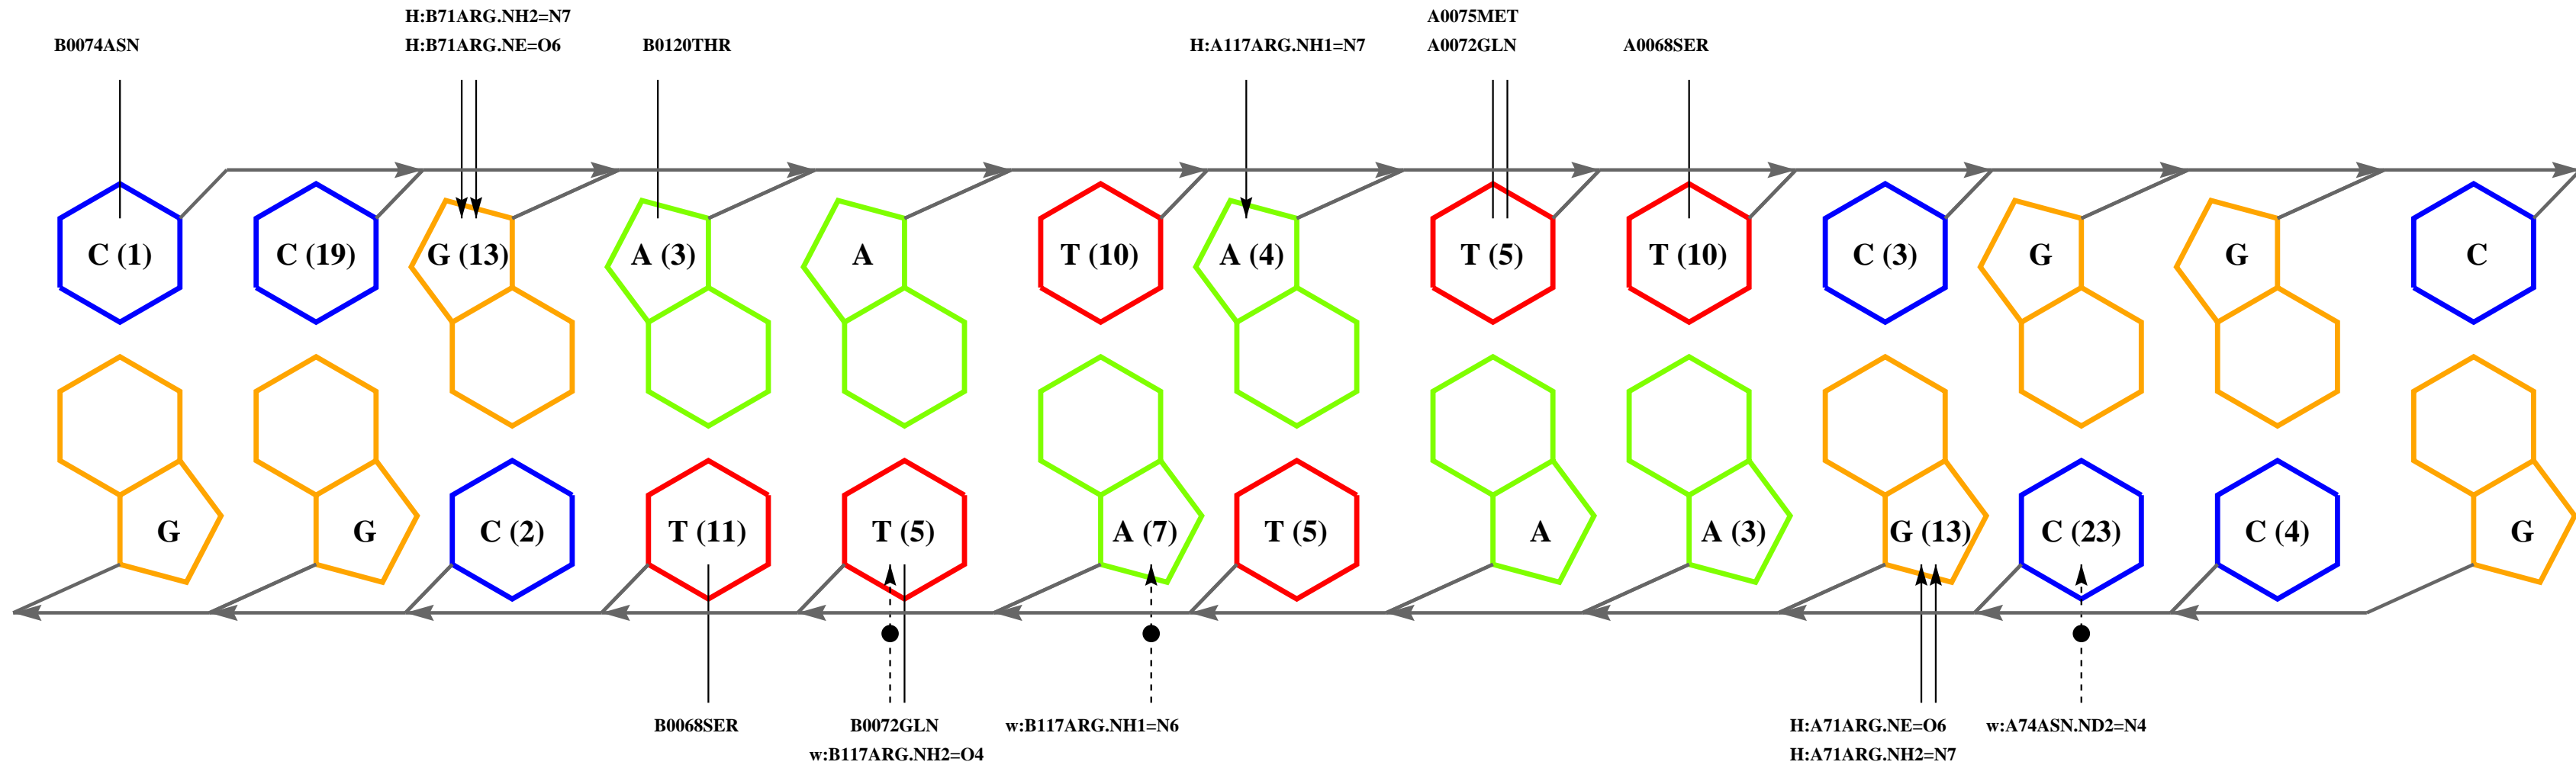 H:B71ARG.NH2=N7 A0075MET
B0074ASN H:B71ARG.NE=O6 B0120THR H:A117ARG.NH1=N7 A0072GLN A0068SER
C (1) C (19) G (13) A (3) A T (10) A (4) T (5) T (10) C (3) G G C
G G C (2) T (11) T (5) A (7) T (5) A A (3) G (13) C (23) C (4) G
B0068SER B0072GLN w:B117ARG.NH1=N6 H:A71ARG.NE=O6 w:A74ASN.ND2=N4
w:B117ARG.NH2=O4 H:A71ARG.NH2=N7